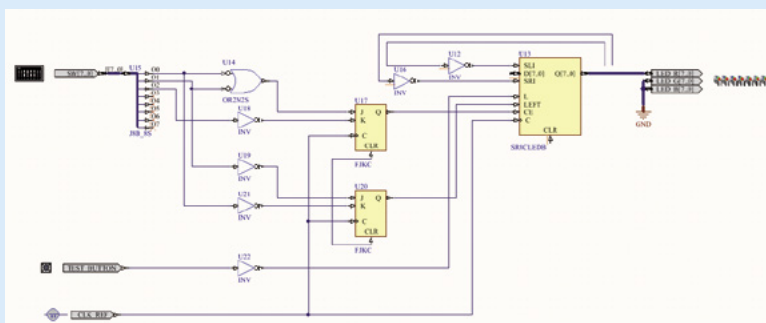 U12
U13
U14
U15
U16
SLI
D[7..0]
Q[7..0]
SRI
INV
INV
SW[7..0]
I[7..0]
O0
O1
O2
O3
O4
O5
O6
O7
J8B_8S
OR2N2S
U17
J
Q
K
C
CLR
FJKC
U18
INV
L
LEFT
CE
C
CLR
SR8CLEDB
LED_R[7..0]
LED_G[7..0]
LED_B[7..0]
GND
U19
INV
U20
J
Q
K
C
CLR
FJKC
U21
INV
U22
INV
TEST_BUTTON
CLK_REF